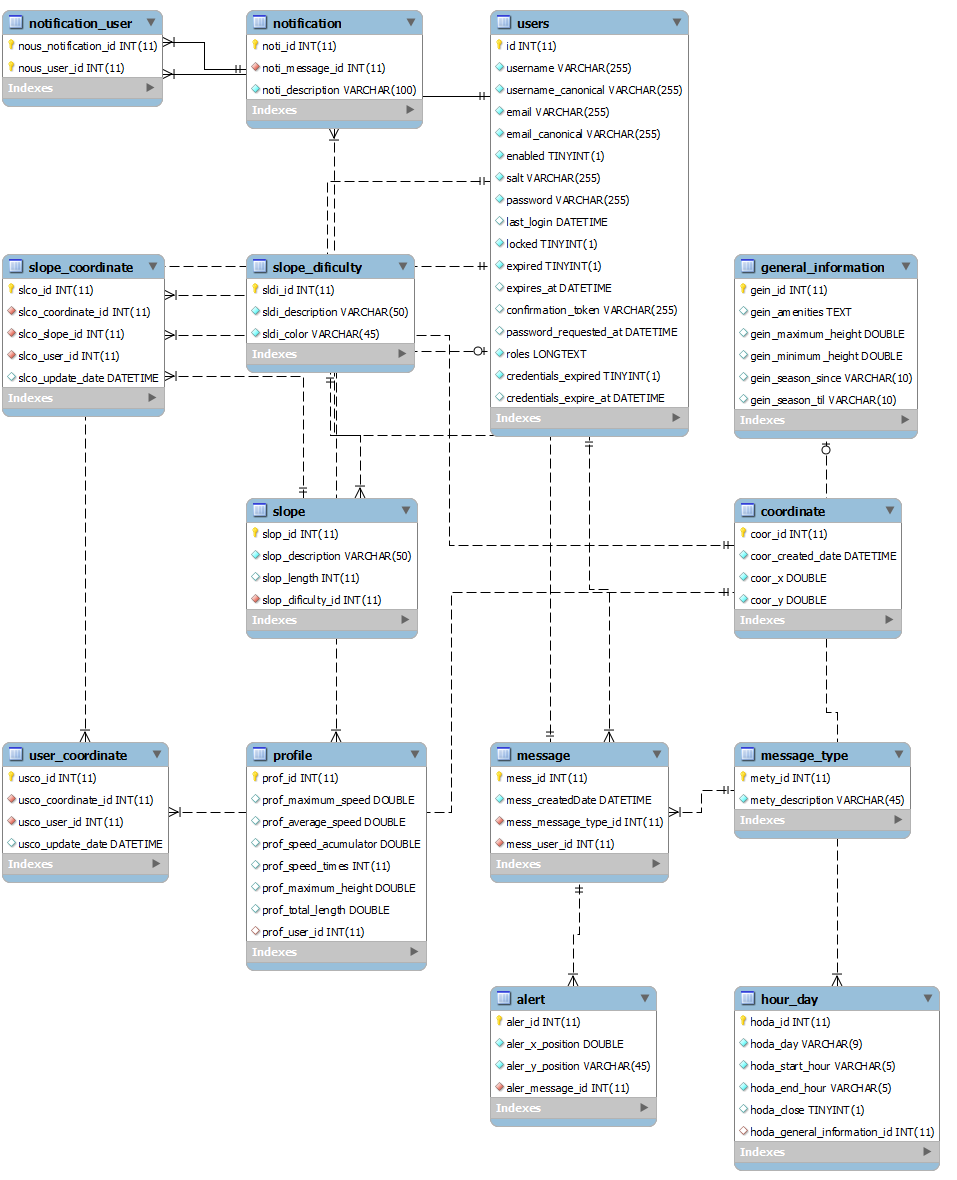 notification_user
nous_notification_id INT(11)
nous_user_id INT(11)
Indexes
notification
noti_id INT(11)
noti_message_id INT(11)
noti_description VARCHAR(100)
Indexes
users
id INT(11)
username VARCHAR(255)
username_canonical VARCHAR(255)
email VARCHAR(255)
email_canonical VARCHAR(255)
enabled TINYINT(1)
salt VARCHAR(255)
password VARCHAR(255)
last_login DATETIME
locked TINYINT(1)
expired TINYINT(1)
expires_at DATETIME
confirmation_token VARCHAR(255)
password_requested_at DATETIME
roles LONGTEXT
credentials_expired TINYINT(1)
credentials_expire_at DATETIME
Indexes
slope_coordinate
slco_id INT(11)
slco_coordinate_id INT(11)
slco_slope_id INT(11)
slco_user_id INT(11)
slco_update_date DATETIME
Indexes
slope_dificulty
sldi_id INT(11)
sldi_description VARCHAR(50)
sldi_color VARCHAR(45)
Indexes
general_information
gein_id INT(11)
gein_amenities TEXT
gein_maximum_height DOUBLE
gein_minimum_height DOUBLE
gein_season_since VARCHAR(10)
gein_season_til VARCHAR(10)
Indexes
slope
slop_id INT(11)
slop_description VARCHAR(50)
slop_length INT(11)
slop_dificulty_id INT(11)
Indexes
coordinate
coor_id INT(11)
coor_created_date DATETIME
coor_x DOUBLE
coor_y DOUBLE
Indexes
user_coordinate
usco_id INT(11)
usco_coordinate_id INT(11)
usco_user_id INT(11)
usco_update_date DATETIME
Indexes
profile
prof_id INT(11)
prof_maximum_speed DOUBLE
prof_average_speed DOUBLE
prof_speed_acumulator DOUBLE
prof_speed_times INT(11)
prof_maximum_height DOUBLE
prof_total_length DOUBLE
prof_user_id INT(11)
Indexes
message
mess_id INT(11)
mess_createdDate DATETIME
mess_message_type_id INT(11)
mess_user_id INT(11)
Indexes
message_type
mety_id INT(11)
mety_description VARCHAR(45)
Indexes
alert
aler_id INT(11)
aler_x_position DOUBLE
aler_y_position VARCHAR(45)
aler_message_id INT(11)
Indexes
hour_day
hoda_id INT(11)
hoda_day VARCHAR(9)
hoda_start_hour VARCHAR(5)
hoda_end_hour VARCHAR(5)
hoda_close TINYINT(1)
hoda_general_information_id INT(11)
Indexes